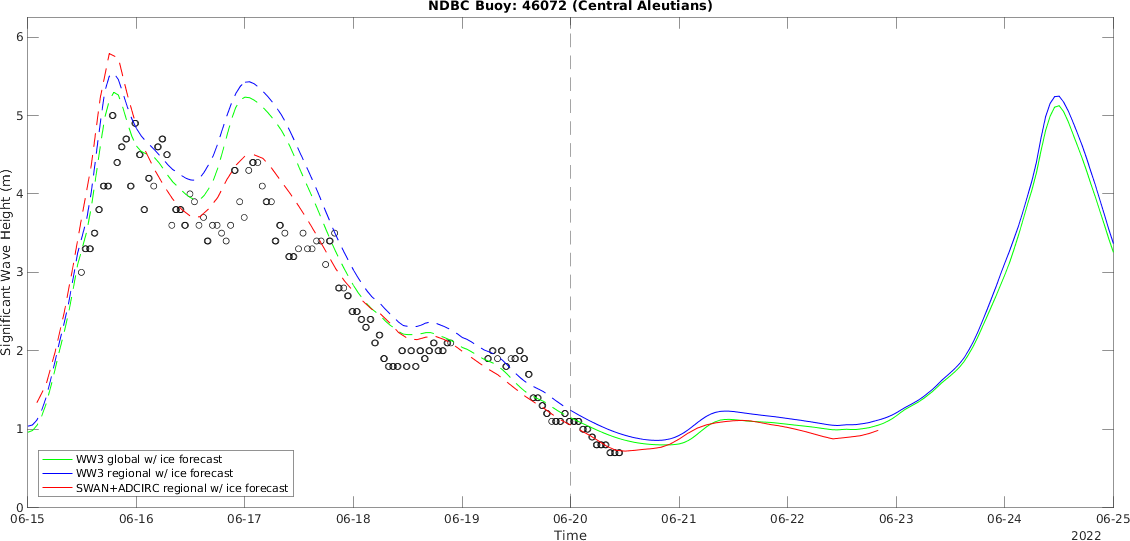 NDBC Buoy: 46072 (Central Aleutians)
6
5
4
3
2
1
0
Significant Wave Height (m)
WW3 global w/ ice forecast
WW3 regional w/ ice forecast
SWAN+ADCIRC regional w/ ice forecast
06-15 06-16 06-17 06-18 06-19 06-20 06-21 06-22 06-23 06-24 06-25
Time
2022